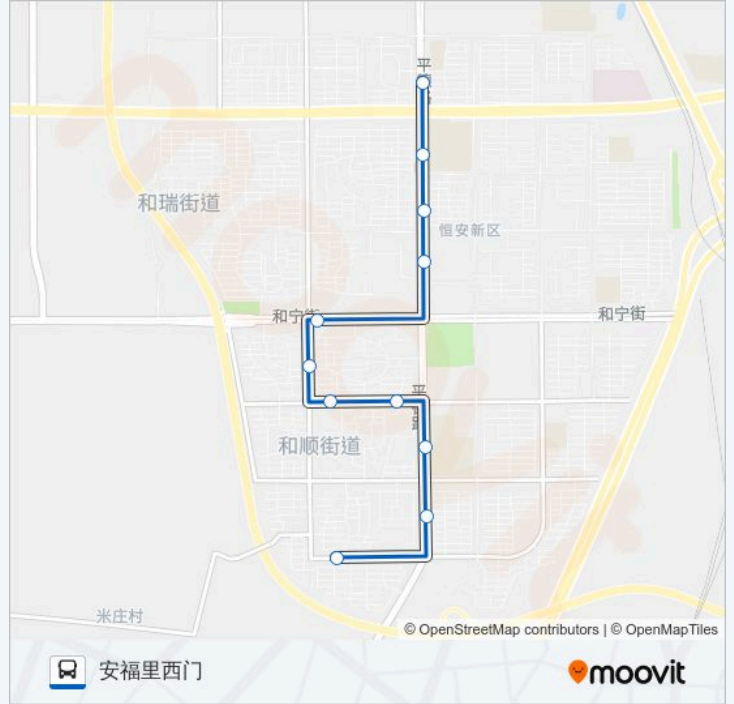 平
和瑞街道
恒安新区
和宁街
和宁街
平
路
和顺街道
米庄村
© OpenStreetMap contributors | © OpenMapTiles
安福里西门
moovit